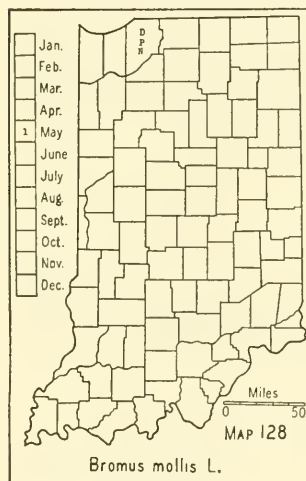 D
P
N
Jan.
Feb.
Mar.
Apr.
1 May
June
July
Aug.
Sept.
Oct.
Nov.
Dec.
Miles
0 50
MAP 128
Bromus mollis L.